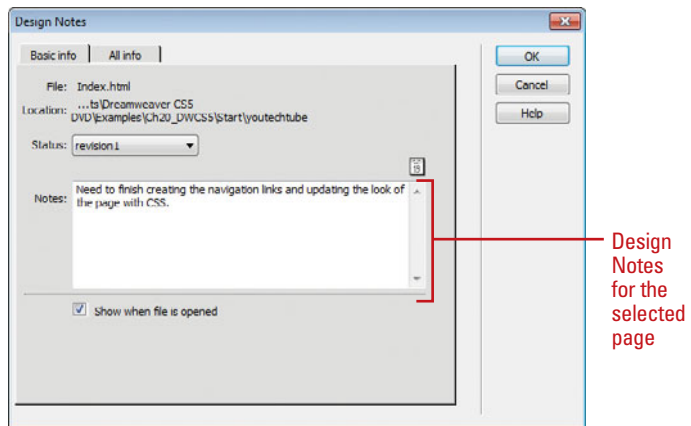 Design Notes
Basic info
All info
OK
Cancel
Help
File: Index.html
Location: ...ts\Dreamweaver CS5
DVD\Examples\Ch20_DWCS5\Start\youtechtube
Status: revision1
Notes: Need to finish creating the navigation links and updating the look of
the page with CSS.
Show when file is opened
Design
Notes
for the
selected
page